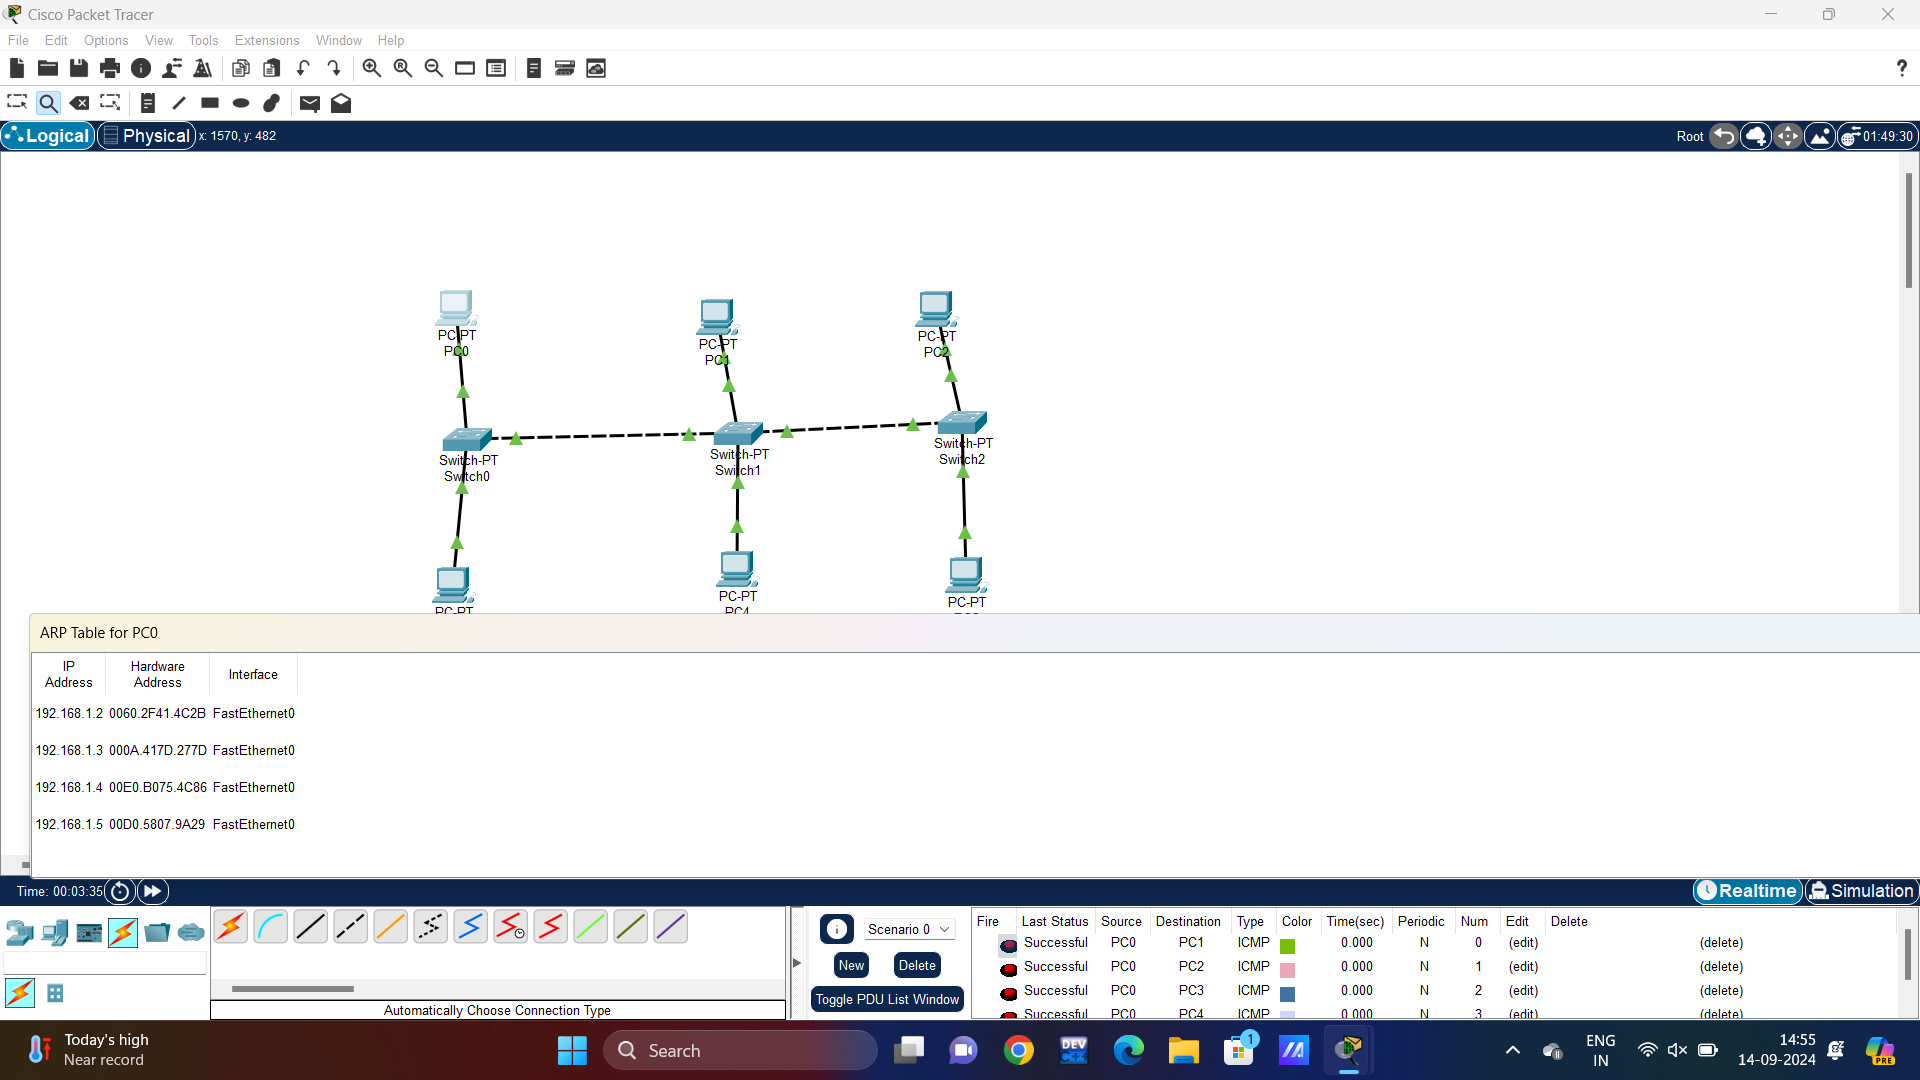 Cisco Packet Tracer
File Edit Options View Tools Extensions Window Help
?
Logical Physical x: 1570, y: 482 Root 01:49:30
PC-PT
PC0
PC-PT
PC1
PC-PT
PC2
Switch-PT
Switch0
Switch-PT
Switch1
Switch-PT
Switch2
PC-PT
PC-PT
PC4
PC-PT
ARP Table for PC0
IP Address Hardware Address Interface
192.168.1.2 0060.2F41.4C2B FastEthernet0
192.168.1.3 000A.417D.277D FastEthernet0
192.168.1.4 00E0.B075.4C86 FastEthernet0
192.168.1.5 00D0.5807.9A29 FastEthernet0
Time: 00:03:35 Realtime Simulation
Automatically Choose Connection Type
Scenario 0
New Delete
Toggle PDU List Window
Fire Last Status Source Destination Type Color Time(sec) Periodic Num Edit Delete
Successful PC0 PC1 ICMP 0.000 N 0 (edit) (delete)
Successful PC0 PC2 ICMP 0.000 N 1 (edit) (delete)
Successful PC0 PC3 ICMP 0.000 N 2 (edit) (delete)
Successful PC0 PC4 ICMP 0.000 N 3 (edit) (delete)
Today's high
Near record
Search
DEV C++
1
ENG
IN
14:55
14-09-2024
PRE